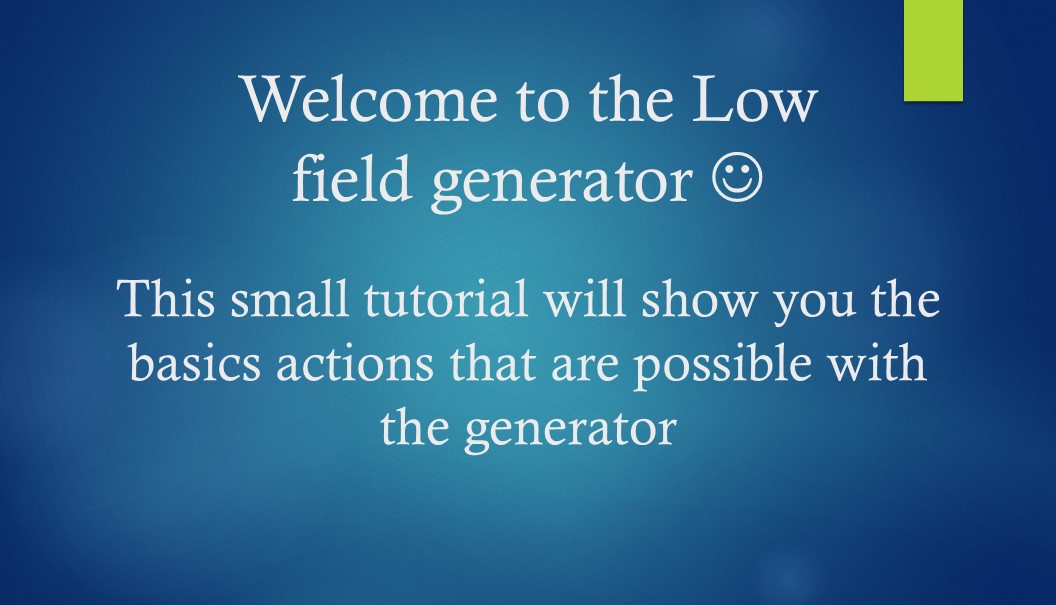 Welcome to the Low
field generator ☺
This small tutorial will show you the
basics actions that are possible with
the generator